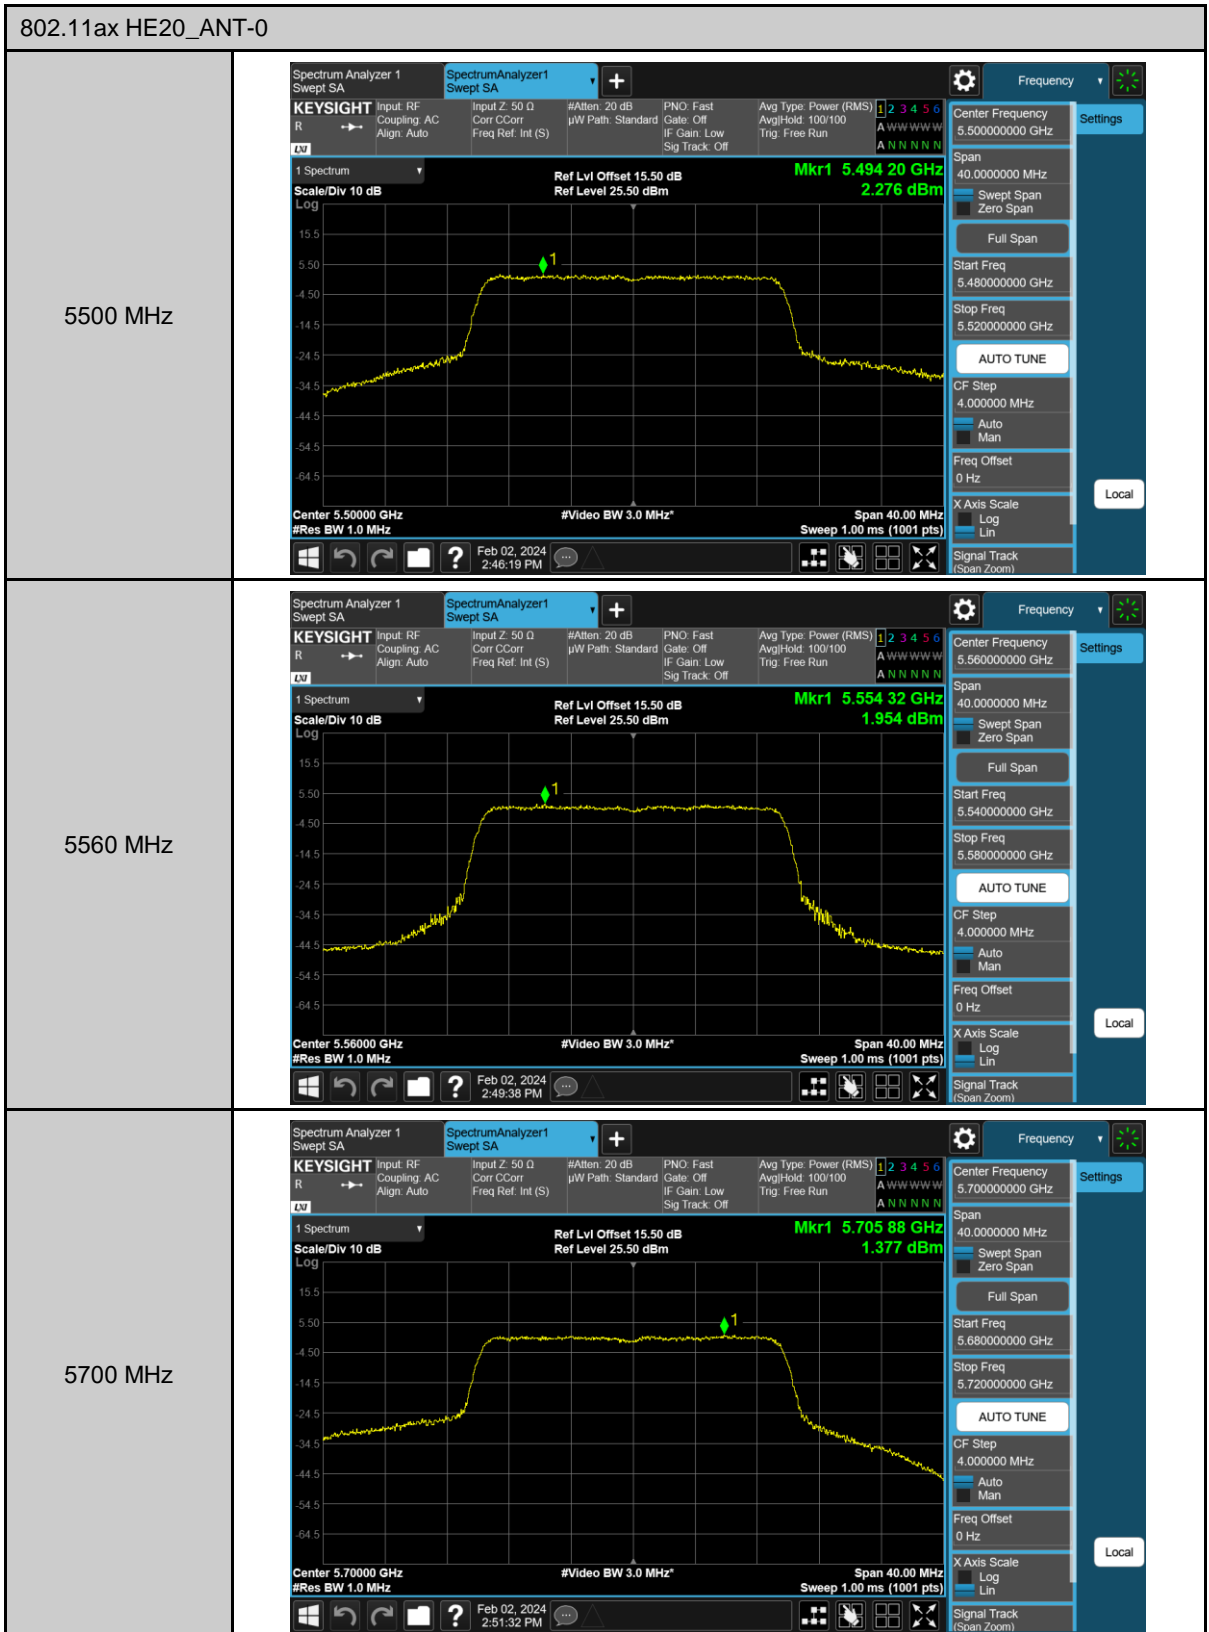 802.11ax HE20_ANT-0
5500 MHz
Spectrum Analyzer 1
Swept SA
SpectrumAnalyzer1
Swept SA
Frequency
KEYSIGHT
R
LXI
Input: RF
Coupling: AC
Align: Auto
Input Z: 50 Ω
Corr CCorr
Freq Ref: Int (S)
#Atten: 20 dB
µW Path: Standard
PNO: Fast
Gate: Off
IF Gain: Low
Sig Track: Off
Avg Type: Power (RMS)
Avg|Hold: 100/100
Trig: Free Run
1 2 3 4 5 6
A W W W W W
A N N N N N
1 Spectrum
Scale/Div 10 dB
Log
Ref Lvl Offset 15.50 dB
Ref Level 25.50 dBm
Mkr1 5.494 20 GHz
2.276 dBm
1
15.5
5.50
-4.50
-14.5
-24.5
-34.5
-44.5
-54.5
-64.5
Center 5.50000 GHz
#Res BW 1.0 MHz
#Video BW 3.0 MHz*
Span 40.00 MHz
Sweep 1.00 ms (1001 pts)
Feb 02, 2024
2:46:19 PM
Center Frequency
5.500000000 GHz
Span
40.0000000 MHz
Swept Span
Zero Span
Full Span
Start Freq
5.480000000 GHz
Stop Freq
5.520000000 GHz
AUTO TUNE
CF Step
4.000000 MHz
Auto
Man
Freq Offset
0 Hz
X Axis Scale
Log
Lin
Signal Track
(Span Zoom)
Settings
Local
5560 MHz
Spectrum Analyzer 1
Swept SA
SpectrumAnalyzer1
Swept SA
Frequency
KEYSIGHT
R
LXI
Input: RF
Coupling: AC
Align: Auto
Input Z: 50 Ω
Corr CCorr
Freq Ref: Int (S)
#Atten: 20 dB
µW Path: Standard
PNO: Fast
Gate: Off
IF Gain: Low
Sig Track: Off
Avg Type: Power (RMS)
Avg|Hold: 100/100
Trig: Free Run
1 2 3 4 5 6
A W W W W W
A N N N N N
1 Spectrum
Scale/Div 10 dB
Log
Ref Lvl Offset 15.50 dB
Ref Level 25.50 dBm
Mkr1 5.554 32 GHz
1.954 dBm
1
15.5
5.50
-4.50
-14.5
-24.5
-34.5
-44.5
-54.5
-64.5
Center 5.56000 GHz
#Res BW 1.0 MHz
#Video BW 3.0 MHz*
Span 40.00 MHz
Sweep 1.00 ms (1001 pts)
Feb 02, 2024
2:49:38 PM
Center Frequency
5.560000000 GHz
Span
40.0000000 MHz
Swept Span
Zero Span
Full Span
Start Freq
5.540000000 GHz
Stop Freq
5.580000000 GHz
AUTO TUNE
CF Step
4.000000 MHz
Auto
Man
Freq Offset
0 Hz
X Axis Scale
Log
Lin
Signal Track
(Span Zoom)
Settings
Local
5700 MHz
Spectrum Analyzer 1
Swept SA
SpectrumAnalyzer1
Swept SA
Frequency
KEYSIGHT
R
LXI
Input: RF
Coupling: AC
Align: Auto
Input Z: 50 Ω
Corr CCorr
Freq Ref: Int (S)
#Atten: 20 dB
µW Path: Standard
PNO: Fast
Gate: Off
IF Gain: Low
Sig Track: Off
Avg Type: Power (RMS)
Avg|Hold: 100/100
Trig: Free Run
1 2 3 4 5 6
A W W W W W
A N N N N N
1 Spectrum
Scale/Div 10 dB
Log
Ref Lvl Offset 15.50 dB
Ref Level 25.50 dBm
Mkr1 5.705 88 GHz
1.377 dBm
1
15.5
5.50
-4.50
-14.5
-24.5
-34.5
-44.5
-54.5
-64.5
Center 5.70000 GHz
#Res BW 1.0 MHz
#Video BW 3.0 MHz*
Span 40.00 MHz
Sweep 1.00 ms (1001 pts)
Feb 02, 2024
2:51:32 PM
Center Frequency
5.700000000 GHz
Span
40.0000000 MHz
Swept Span
Zero Span
Full Span
Start Freq
5.680000000 GHz
Stop Freq
5.720000000 GHz
AUTO TUNE
CF Step
4.000000 MHz
Auto
Man
Freq Offset
0 Hz
X Axis Scale
Log
Lin
Signal Track
(Span Zoom)
Settings
Local